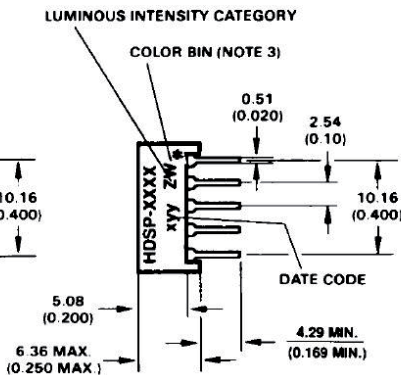 LUMINOUS INTENSITY CATEGORY
COLOR BIN (NOTE 3)
0.51
(0.020)
2.54
(0.10)
10.16
0.400)
HDSP-XXXX
xyy ZW
*
10.16
(0.400)
DATE CODE
5.08
(0.200)
4.29 MIN.
(0.169 MIN.)
6.36 MAX.
(0.250 MAX.)